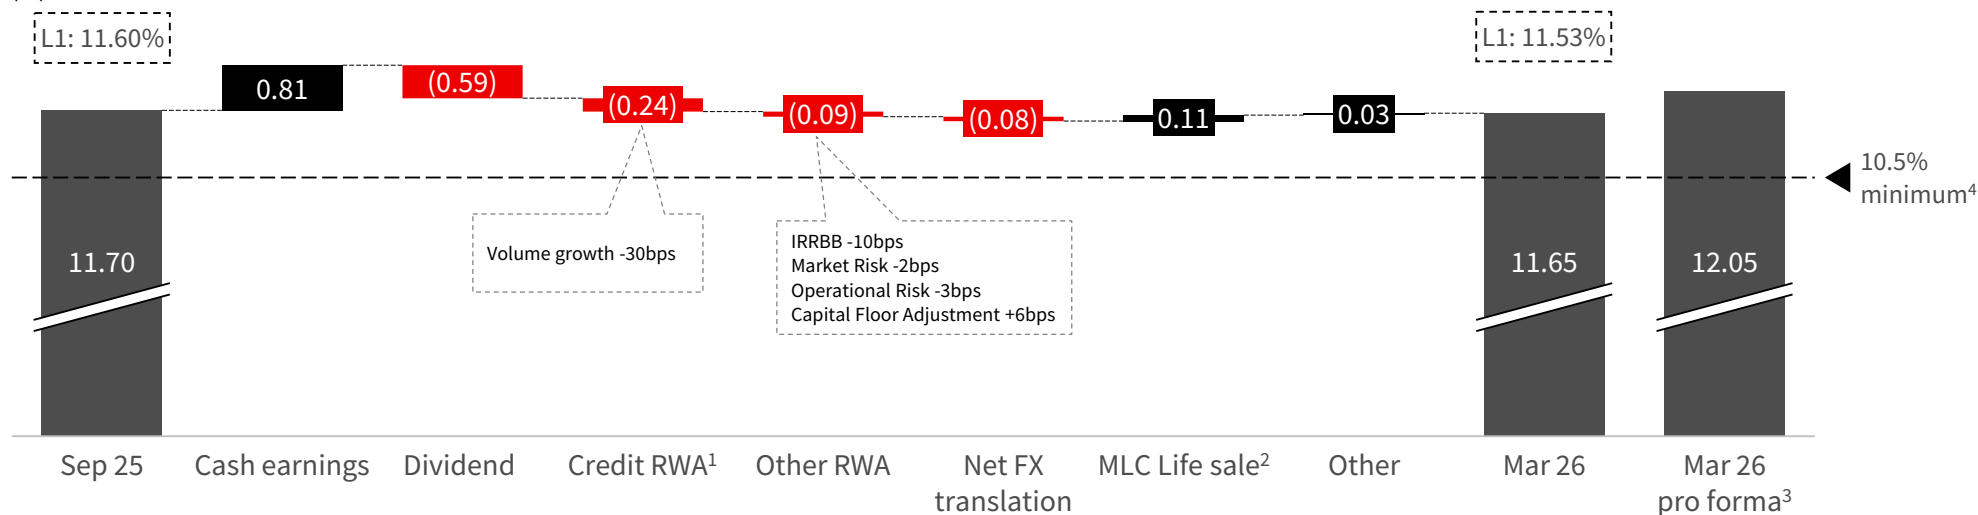 L1: 11.60%
L1: 11.53%
0.81
(0.59)
(0.24)
(0.09)
(0.08)
0.11
0.03
10.5%
minimum4
Volume growth -30bps
IRRBB -10bps
Market Risk -2bps
Operational Risk -3bps
Capital Floor Adjustment +6bps
11.70
11.65
12.05
Sep 25
Cash earnings
Dividend
Credit RWA1
Other RWA
Net FX
translation
MLC Life sale2
Other
Mar 26
Mar 26
pro forma3